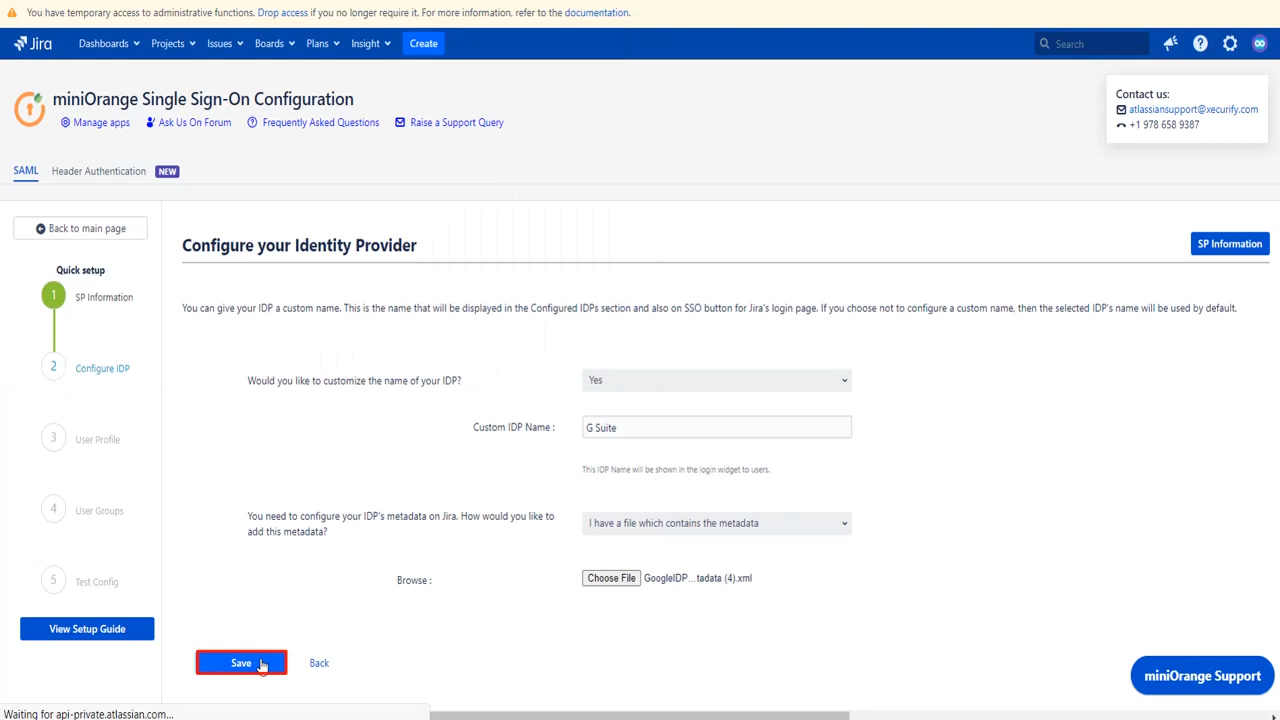 You have temporary access to administrative functions. Drop access if you no longer require it. For more information, refer to the documentation.
Jira Dashboards Projects Issues Boards Plans Insight Create Search
miniOrange Single Sign-On Configuration
Manage apps Ask Us On Forum Frequently Asked Questions Raise a Support Query
Contact us:
atlassiansupport@xecurify.com
+1 978 658 9387
SAML Header Authentication NEW
Back to main page
Quick setup
1 SP Information
2 Configure IDP
3 User Profile
4 User Groups
5 Test Config
View Setup Guide
Configure your Identity Provider
SP Information
You can give your IDP a custom name. This is the name that will be displayed in the Configured IDPs section and also on SSO button for Jira's login page. If you choose not to configure a custom name, then the selected IDP's name will be used by default.
Would you like to customize the name of your IDP? Yes
Custom IDP Name : G Suite
This IDP Name will be shown in the login widget to users.
You need to configure your IDP's metadata on Jira. How would you like to
add this metadata?
I have a file which contains the metadata
Browse : Choose File GoogleIDP...tadata (4).xml
Save Back
miniOrange Support
Waiting for api-private.atlassian.com...